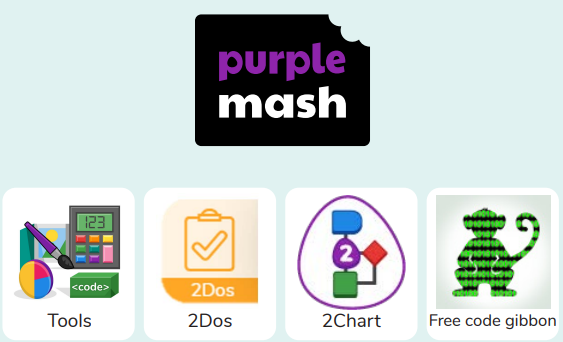 purple
mash
123
<code>
2
2Dos
Tools
2Dos
2Chart
Free code gibbon